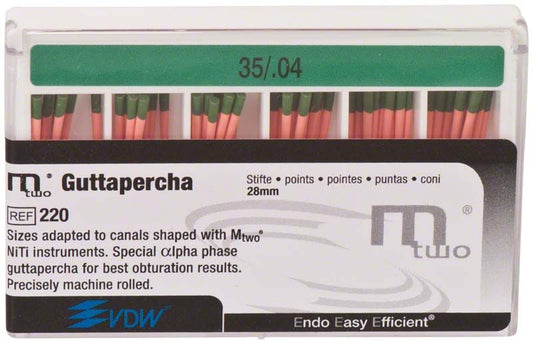 35/.04
mtwo Guttapercha
REF 220
Sizes adapted to canals shaped with Mtwo®
NiTi instruments. Special αlpha phase
guttapercha for best obturation results.
Precisely machine rolled.
Stifte • points • pointes • puntas • coni
28mm
mtwo®
VDW
Endo Easy Efficient®